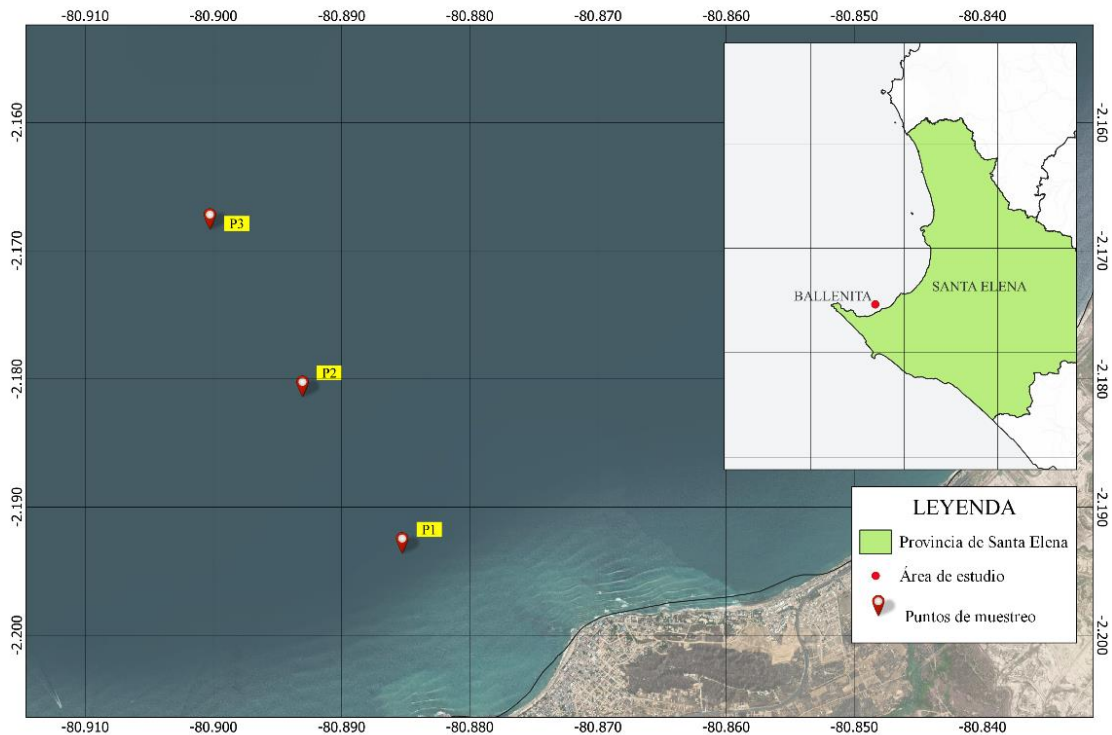 -80.910 -80.900 -80.890 -80.880 -80.870 -80.860 -80.850 -80.840
-2.160 -2.160
-2.170 -2.170
-2.180 -2.180
-2.190 -2.190
-2.200 -2.200
P3
P2
P1
BALLENITA
SANTA ELENA
LEYENDA
Provincia de Santa Elena
Área de estudio
Puntos de muestreo
-80.910 -80.900 -80.890 -80.880 -80.870 -80.860 -80.850 -80.840